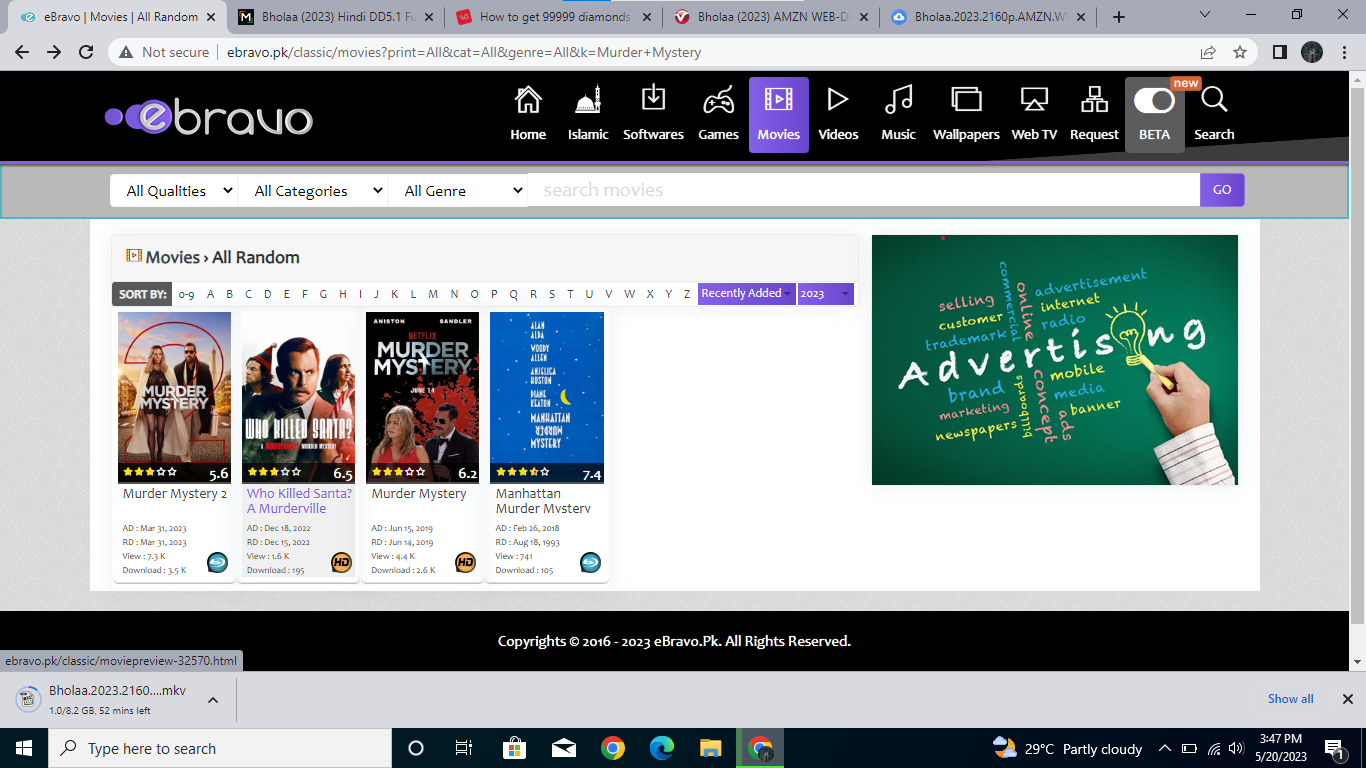 eBravo | Movies | All Random
Bholaa (2023) Hindi DD5.1 Fu
How to get 99999 diamonds
Bholaa (2023) AMZN WEB-D
Bholaa.2023.2160p.AMZN.W
Not secure
ebravo.pk/classic/movies?print=All&cat=All&genre=All&k=Murder+Mystery
ebravo
Home
Islamic
Softwares
Games
Movies
Videos
Music
Wallpapers
Web TV
Request
new
BETA
Search
All Qualities
All Categories
All Genre
search movies
GO
Movies › All Random
SORT BY: 0-9 A B C D E F G H I J K L M N O P Q R S T U V W X Y Z Recently Added 2023
2
MURDER
MYSTERY
5.6
Murder Mystery 2
AD : Mar 31, 2023
RD : Mar 31, 2023
View : 7.3 K
Download : 3.5 K
WHO KILLED SANTA?
A MURDERVILLE MURDER MYSTERY
6.5
Who Killed Santa?
A Murderville
AD : Dec 18, 2022
RD : Dec 15, 2022
View : 1.6 K
Download : 195
HD
ANISTON SANDLER
NETFLIX
MURDER
MYSTERY
JUNE 14
6.2
Murder Mystery
AD : Jun 15, 2019
RD : Jun 14, 2019
View : 4.4 K
Download : 2.6 K
HD
ALAN
ALDA
WOODY
ALLEN
ANJELICA
HUSTON
DIANE
KEATON
MANHATTAN
MURDER
MYSTERY
7.4
Manhattan
Murder Mystery
AD : Feb 26, 2018
RD : Aug 18, 1993
View : 741
Download : 105
Advertising
selling
customer
trademark
commercial
online
advertisement
internet
radio
brand
marketing
newspapers
billboards
concept
mobile
media
ads
banner
Copyrights © 2016 - 2023 eBravo.Pk. All Rights Reserved.
ebravo.pk/classic/moviepreview-32570.html
Bholaa.2023.2160....mkv
1.0/8.2 GB, 52 mins left
Show all
Type here to search
29°C Partly cloudy
3:47 PM
5/20/2023
1